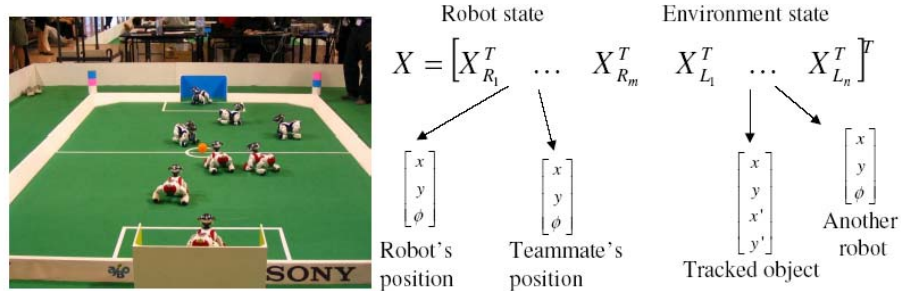 Robot state
Environment state
X = [X_{R_1}^T … X_{R_m}^T X_{L_1}^T … X_{L_n}^T]^T
[x y ϕ]
[x y ϕ]
[x y x' y']
[x y ϕ]
Robot's
position
Teammate's
position
Tracked object
Another
robot
SONY